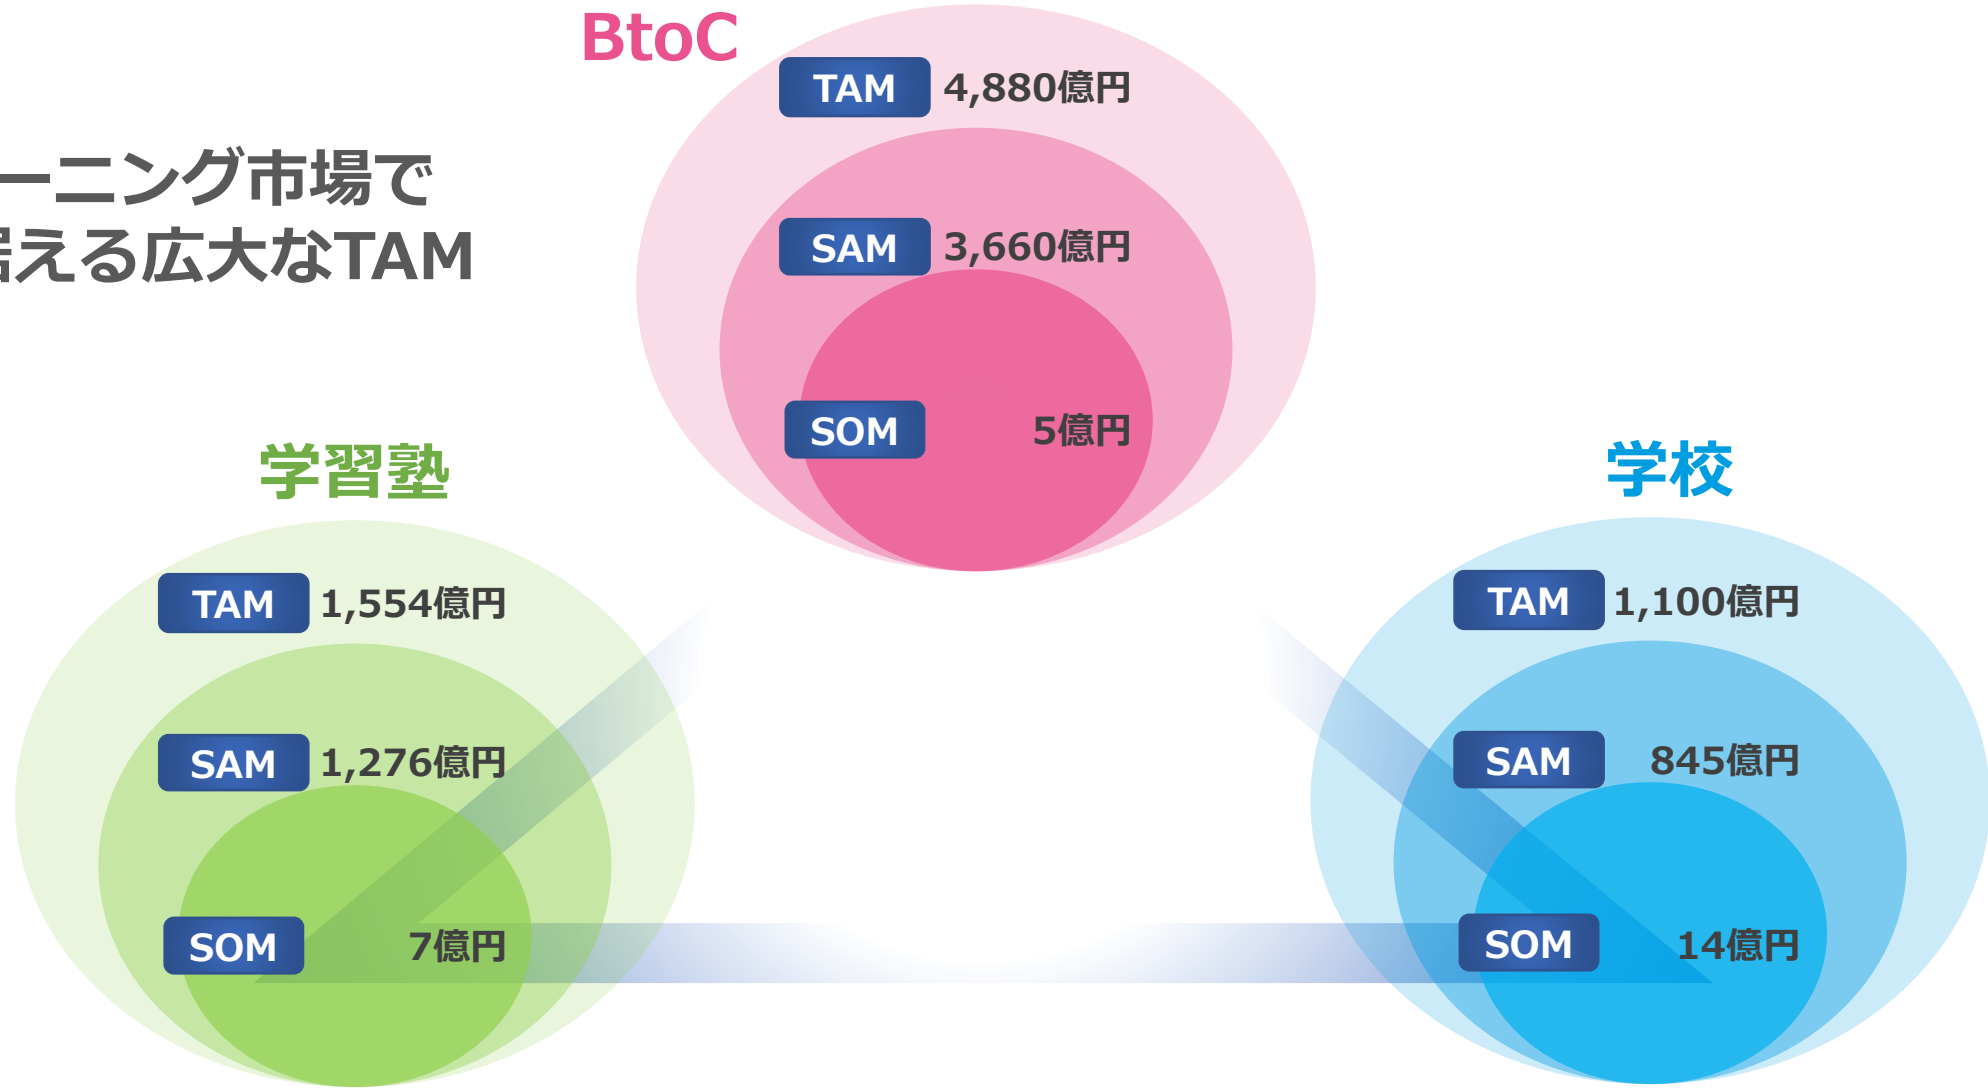 BtoC
TAM 4,880億円
ーニング市場で
える広大なTAM
SAM 3,660億円
SOM 5億円
学習塾
学校
TAM 1,554億円
TAM 1,100億円
SAM 1,276億円
SAM 845億円
SOM 7億円
SOM 14億円